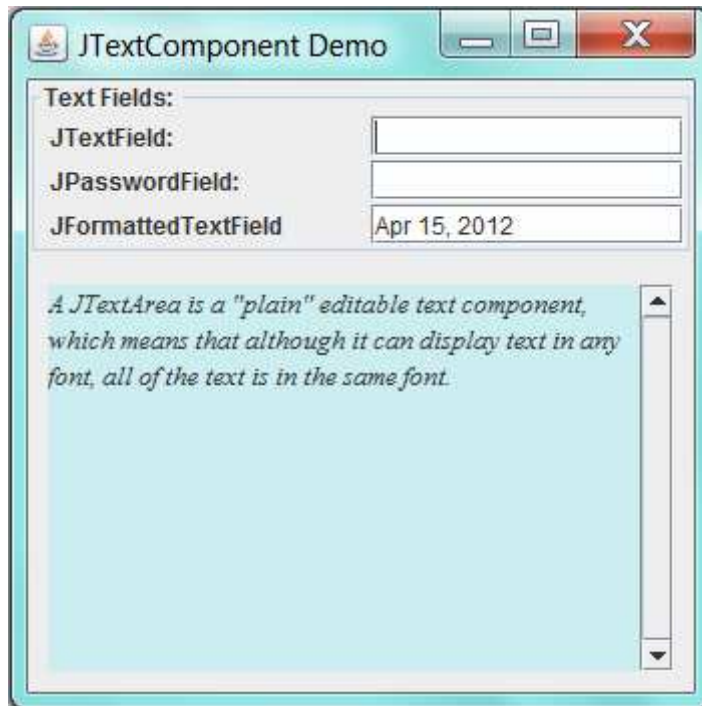 JTextComponent Demo
Text Fields:
JTextField:
JPasswordField:
JFormattedTextField
Apr 15, 2012
A JTextArea is a "plain" editable text component,
which means that although it can display text in any
font, all of the text is in the same font.